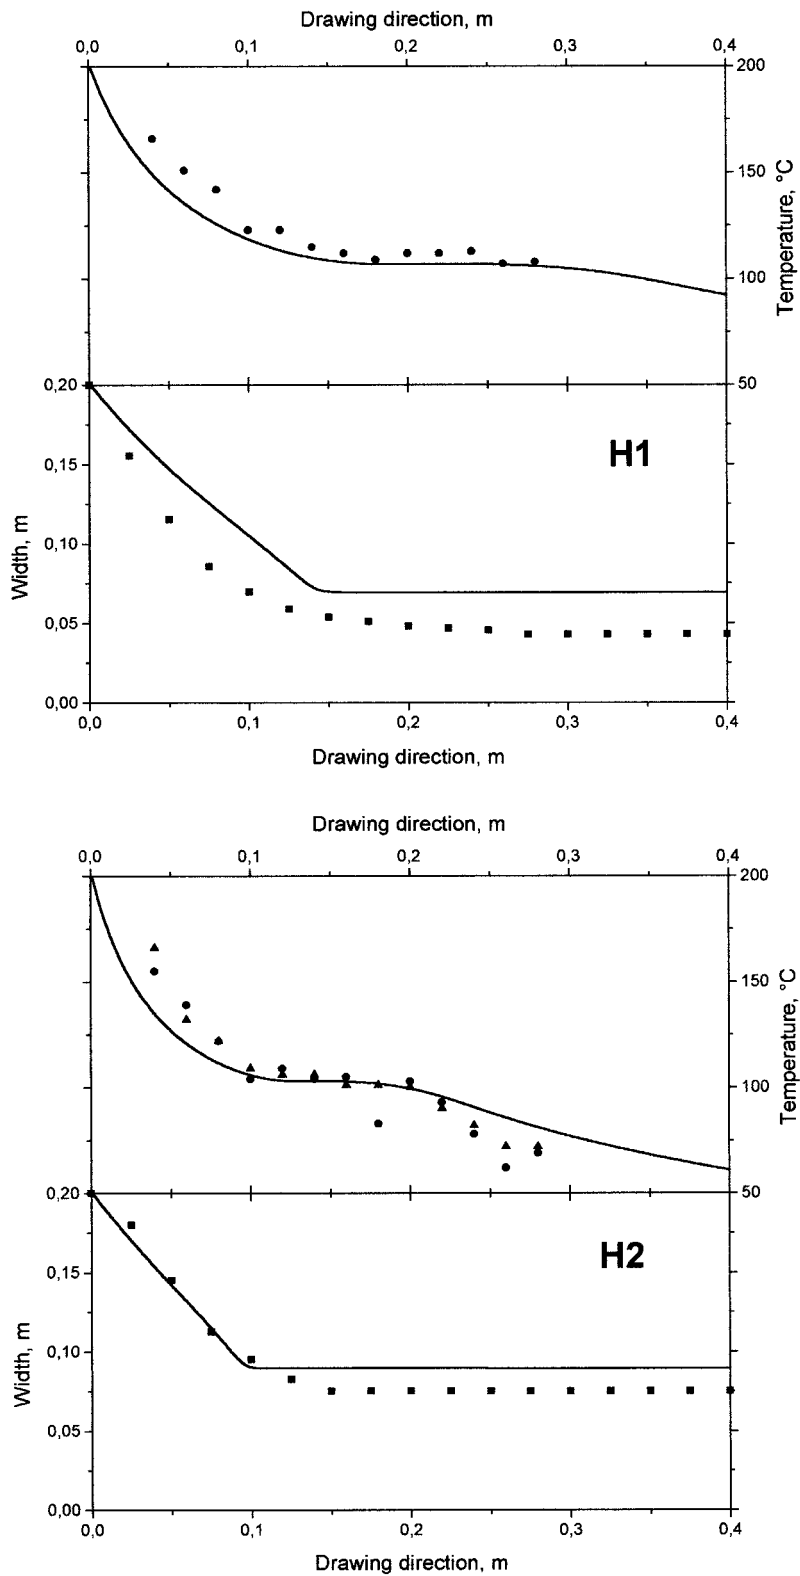 Drawing direction, m
0,0 0,1 0,2 0,3 0,4
200
150
Temperature, °C
100
0,20 50
H1
0,15
Width, m
0,10
0,05
0,00
0,0 0,1 0,2 0,3 0,4
Drawing direction, m
Drawing direction, m
0,0 0,1 0,2 0,3 0,4
200
150
Temperature, °C
100
0,20 50
H2
0,15
Width, m
0,10
0,05
0,00
0,0 0,1 0,2 0,3 0,4
Drawing direction, m